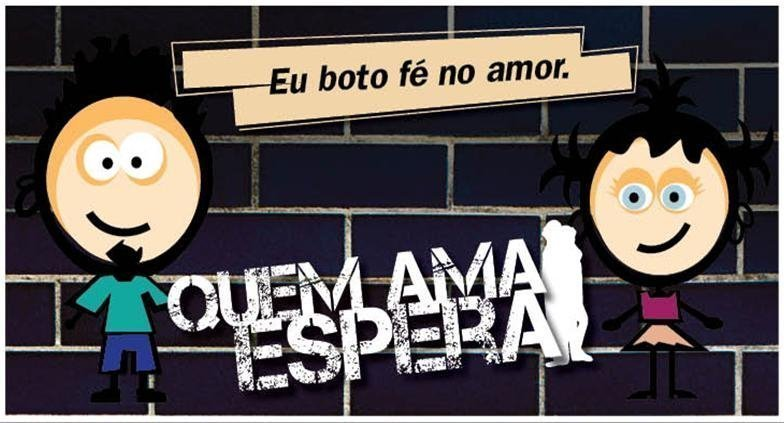 Eu boto fé no amor.
QUEM AMA
ESPERA